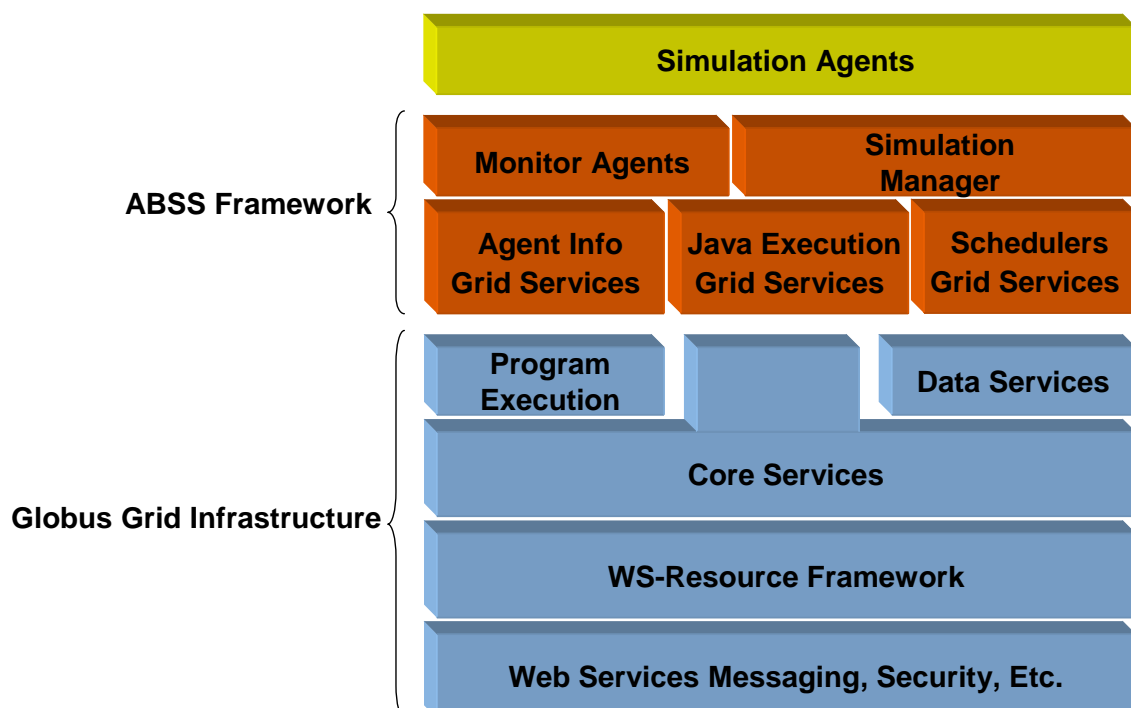 Simulation Agents
ABSS Framework
Monitor Agents
Simulation
Manager
Agent Info
Grid Services
Java Execution
Grid Services
Schedulers
Grid Services
Globus Grid Infrastructure
Program
Execution
Data Services
Core Services
WS-Resource Framework
Web Services Messaging, Security, Etc.